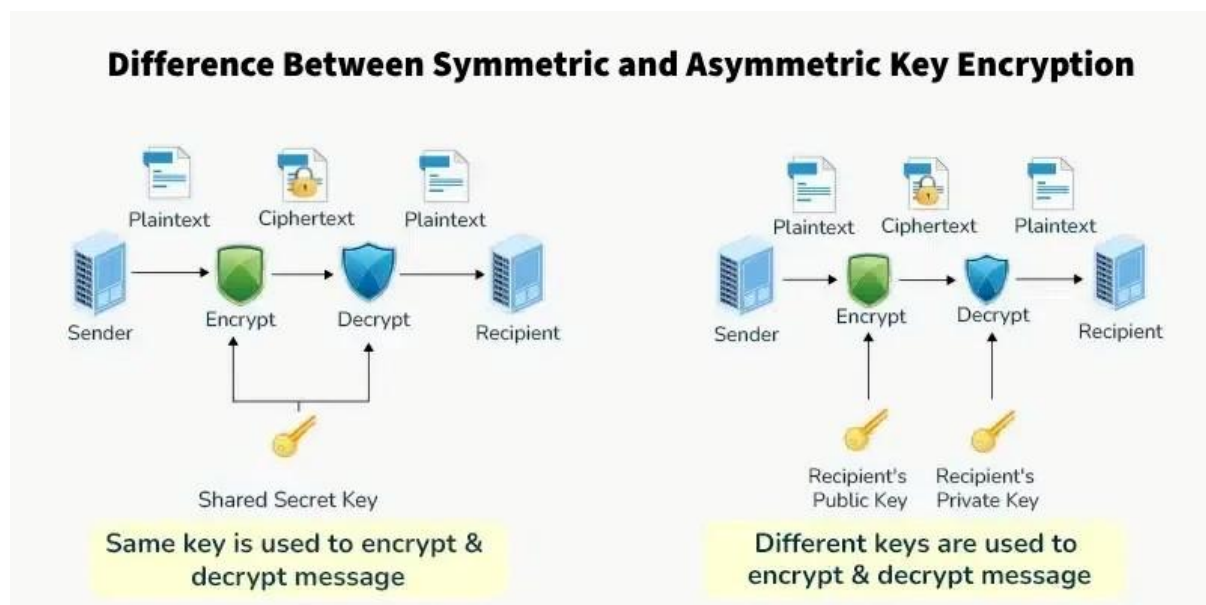 Difference Between Symmetric and Asymmetric Key Encryption
Plaintext
Ciphertext
Plaintext
Sender
Encrypt
Decrypt
Recipient
Shared Secret Key
Same key is used to encrypt &
decrypt message
Plaintext
Ciphertext
Plaintext
Sender
Encrypt
Decrypt
Recipient
Recipient's
Public Key
Recipient's
Private Key
Different keys are used to
encrypt & decrypt message